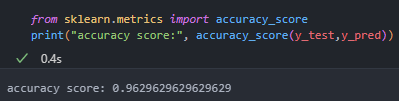 from sklearn.metrics import accuracy_score
print("accuracy score:", accuracy_score(y_test,y_pred))
✓ 0.4s
accuracy score: 0.9629629629629629